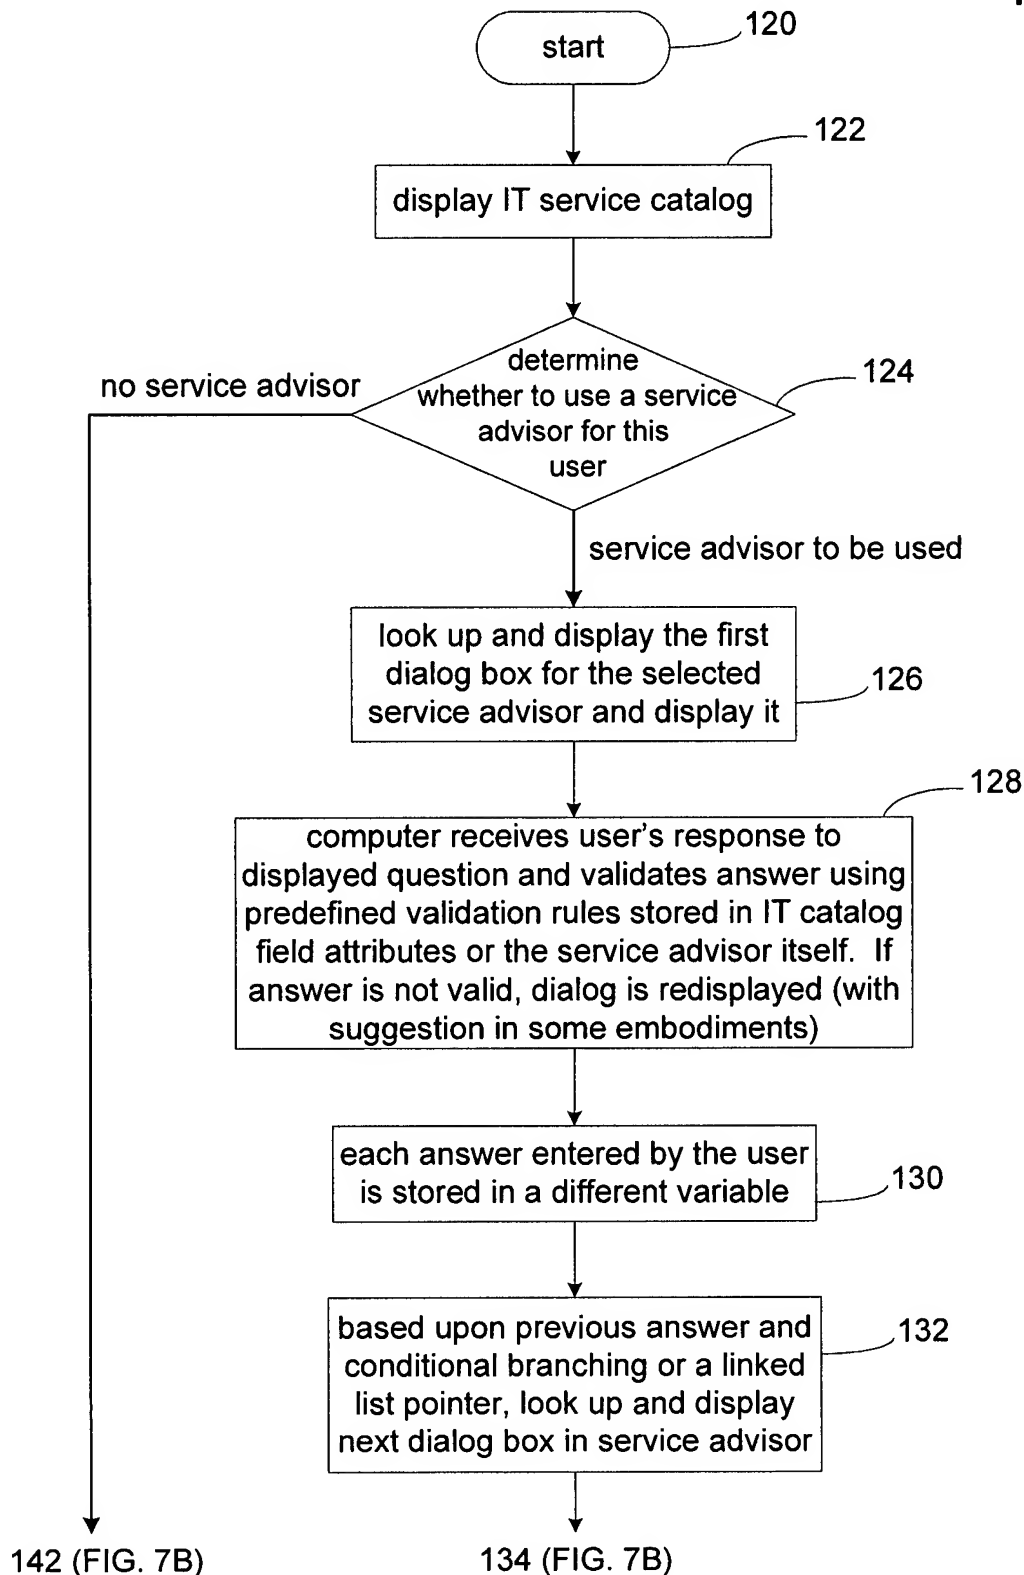 start
120
122
display IT service catalog
determine
whether to use a service
advisor for this
user
124
no service advisor
service advisor to be used
look up and display the first
dialog box for the selected
service advisor and display it
126
128
computer receives user's response to
displayed question and validates answer using
predefined validation rules stored in IT catalog
field attributes or the service advisor itself. If
answer is not valid, dialog is redisplayed (with
suggestion in some embodiments)
each answer entered by the user
is stored in a different variable
130
based upon previous answer and
conditional branching or a linked
list pointer, look up and display
next dialog box in service advisor
132
142 (FIG. 7B)
134 (FIG. 7B)